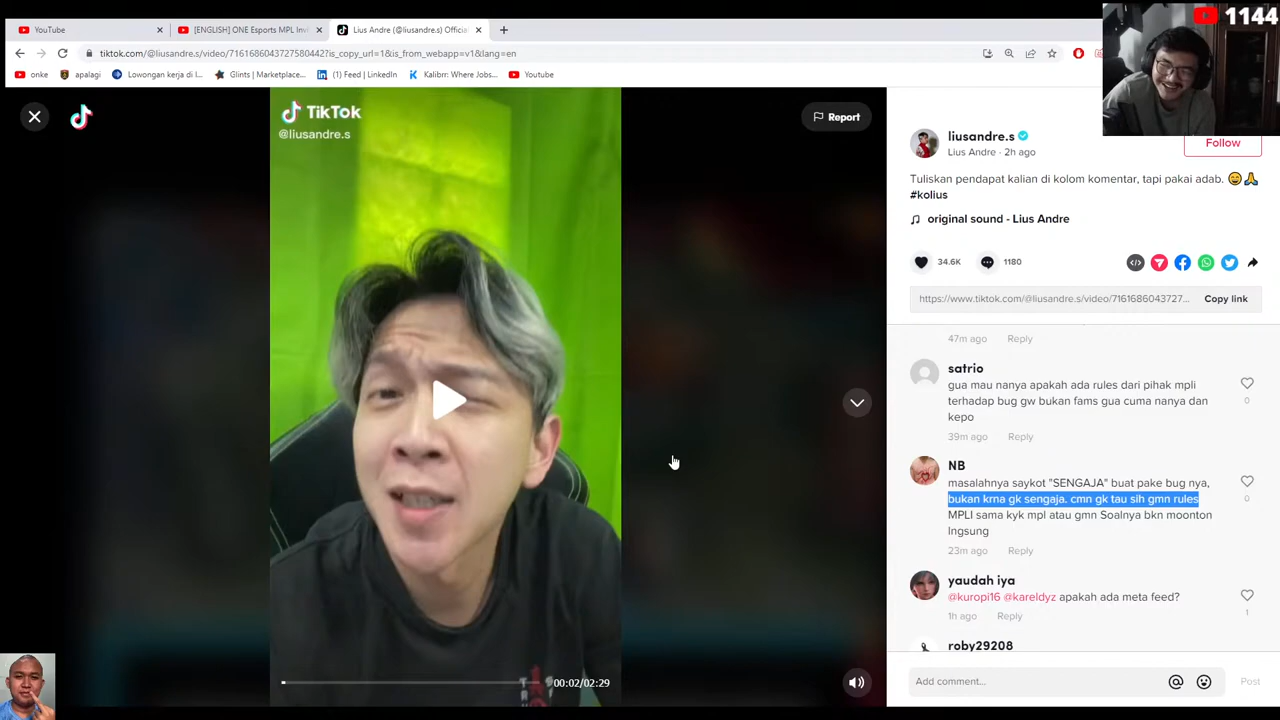 YouTube
[ENGLISH] ONE Esports MPL Inv
Lius Andre (@liusandre.s) Offici
1144
tiktok.com/@liusandre.s/video/7161686043727580442?is_copy_url=1&is_from_webapp=v1&lang=en
onke
apalagi
Lowongan kerja di I...
Glints | Marketplace...
(1) Feed | LinkedIn
Kalibrr: Where Jobs...
Youtube
TikTok
@liusandre.s
Report
liusandre.s
Lius Andre · 2h ago
Follow
Tuliskan pendapat kalian di kolom komentar, tapi pakai adab. 😄🙏
#kolius
original sound - Lius Andre
34.6K
1180
https://www.tiktok.com/@liusandre.s/video/716168604372​7...
Copy link
47m ago
Reply
satrio
gua mau nanya apakah ada rules dari pihak mpli
terhadap bug gw bukan fams gua cuma nanya dan
kepo
0
39m ago
Reply
NB
masalahnya saykot "SENGAJA" buat pake bug nya,
bukan krna gk sengaja. cmn gk tau sih gmn rules
MPLI sama kyk mpl atau gmn Soalnya bkn moonton
lngsung
0
23m ago
Reply
yaudah iya
@kuropi16 @kareldyz apakah ada meta feed?
1
1h ago
Reply
roby29208
00:02/02:29
Add comment...
Post